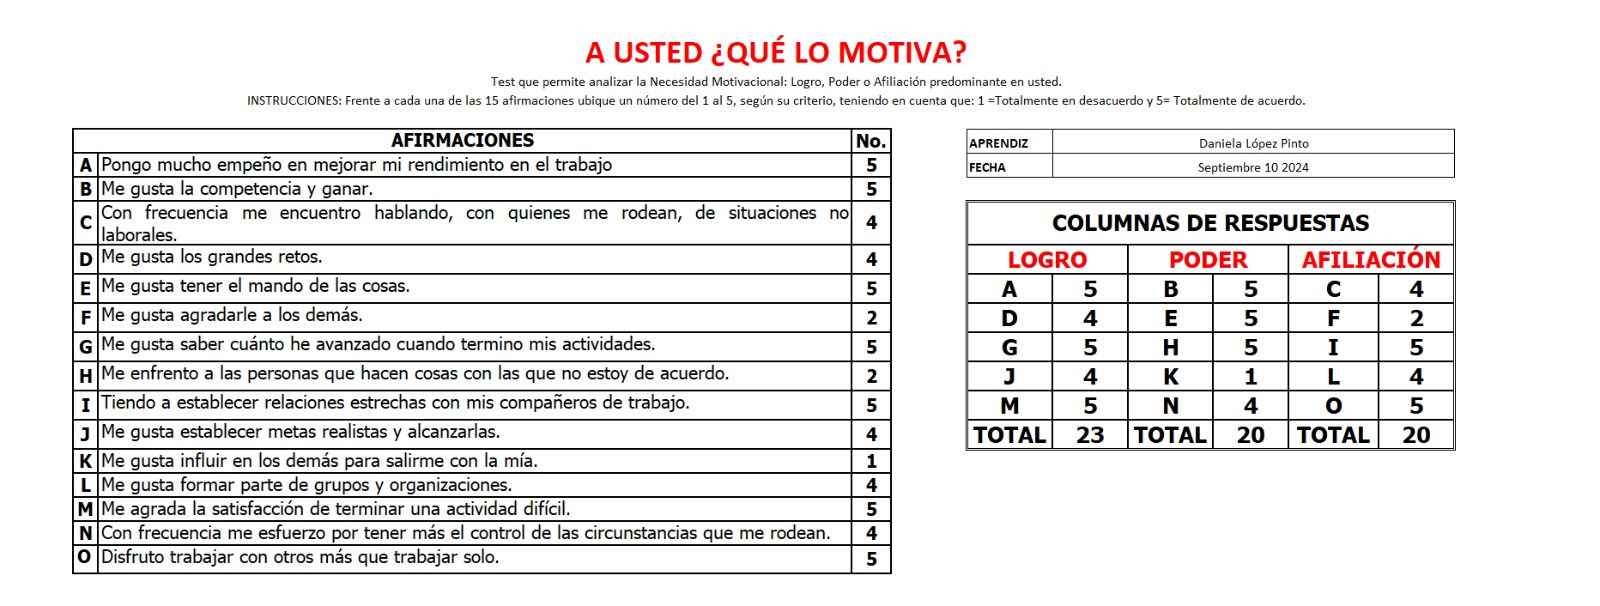 A USTED ¿QUÉ LO MOTIVA?
Test que permite analizar la Necesidad Motivacional: Logro, Poder o Afiliación predominante en usted.
INSTRUCCIONES: Frente a cada una de las 15 afirmaciones ubique un número del 1 al 5, según su criterio, teniendo en cuenta que: 1 =Totalmente en desacuerdo y 5= Totalmente de acuerdo.
AFIRMACIONES No.
A Pongo mucho empeño en mejorar mi rendimiento en el trabajo 5
B Me gusta la competencia y ganar. 5
C Con frecuencia me encuentro hablando, con quienes me rodean, de situaciones no
laborales. 4
D Me gusta los grandes retos. 4
E Me gusta tener el mando de las cosas. 5
F Me gusta agradarle a los demás. 2
G Me gusta saber cuánto he avanzado cuando termino mis actividades. 5
H Me enfrento a las personas que hacen cosas con las que no estoy de acuerdo. 2
I Tiendo a establecer relaciones estrechas con mis compañeros de trabajo. 5
J Me gusta establecer metas realistas y alcanzarlas. 4
K Me gusta influir en los demás para salirme con la mía. 1
L Me gusta formar parte de grupos y organizaciones. 4
M Me agrada la satisfacción de terminar una actividad difícil. 5
N Con frecuencia me esfuerzo por tener más el control de las circunstancias que me rodean. 4
O Disfruto trabajar con otros más que trabajar solo. 5
APRENDIZ Daniela López Pinto
FECHA Septiembre 10 2024
COLUMNAS DE RESPUESTAS
LOGRO PODER AFILIACIÓN
A 5 B 5 C 4
D 4 E 5 F 2
G 5 H 5 I 5
J 4 K 1 L 4
M 5 N 4 O 5
TOTAL 23 TOTAL 20 TOTAL 20